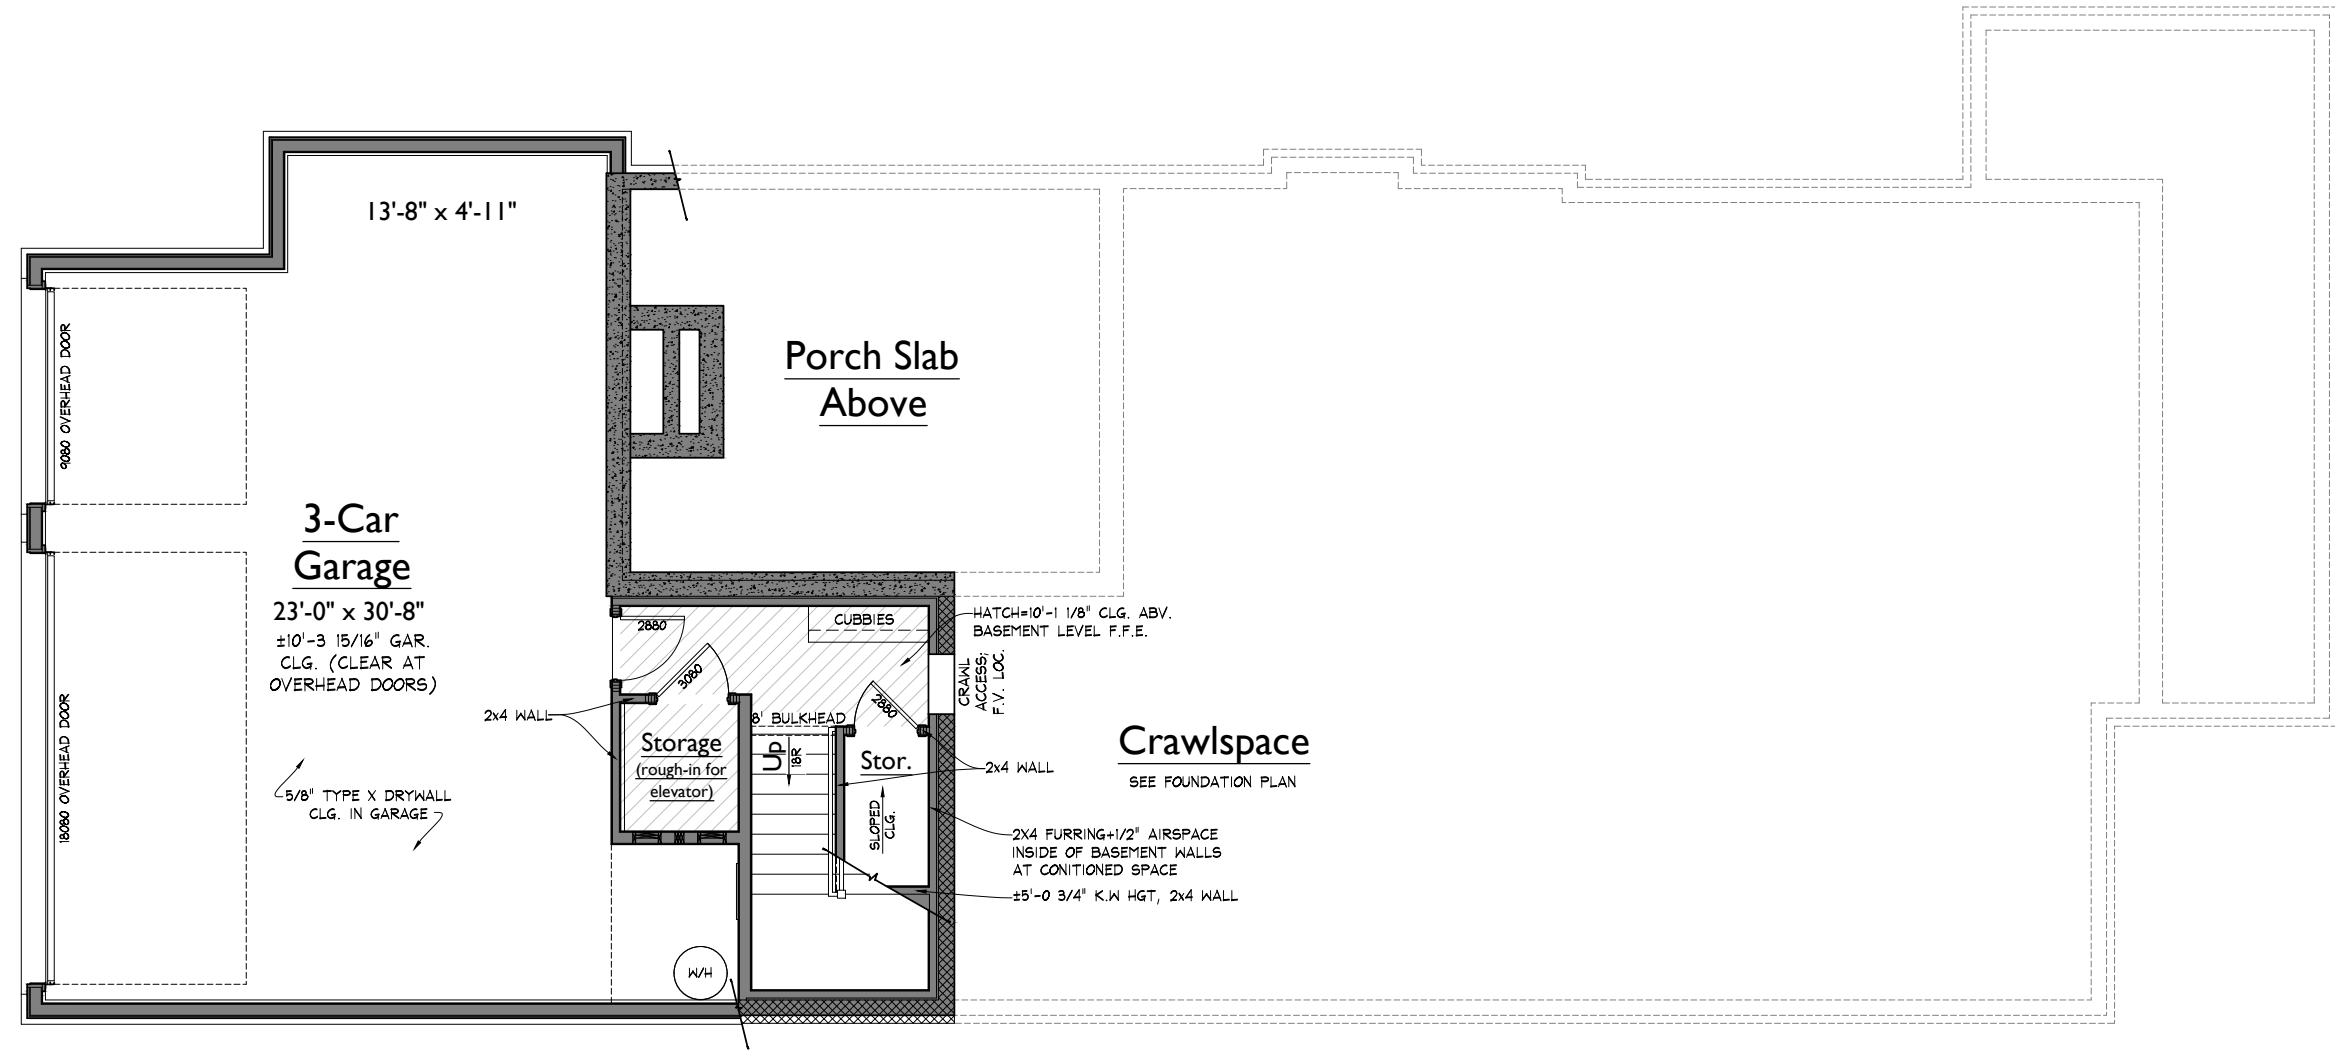 13'-8" x 4'-11"
9080 OVERHEAD DOOR
Porch Slab
Above
3-Car
Garage
23'-0" x 30'-8"
±10'-3 15/16" GAR.
CLG. (CLEAR AT
OVERHEAD DOORS)
2880
CUBBIES
HATCH=10'-1 1/8" CLG. ABV.
BASEMENT LEVEL F.F.E.
3080
CRAWL
ACCESS;
F.V. LOC.
2880
2x4 WALL
8' BULKHEAD
18080 OVERHEAD DOOR
Storage
(rough-in for
elevator)
Up
18R
Stor.
2x4 WALL
Crawlspace
SEE FOUNDATION PLAN
5/8" TYPE X DRYWALL
CLG. IN GARAGE
SLOPED
CLG.
2X4 FURRING+1/2" AIRSPACE
INSIDE OF BASEMENT WALLS
AT CONITIONED SPACE
±5'-0 3/4" K.W HGT, 2x4 WALL
W/H